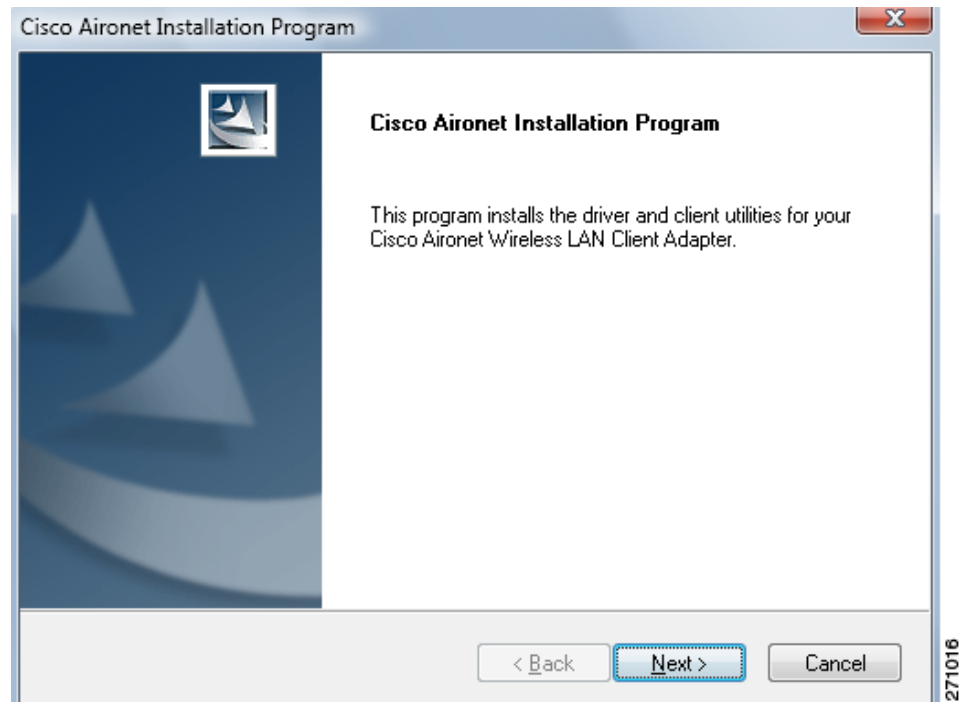 Cisco Aironet Installation Program
X
Cisco Aironet Installation Program
This program installs the driver and client utilities for your
Cisco Aironet Wireless LAN Client Adapter.
< Back
Next >
Cancel
271016